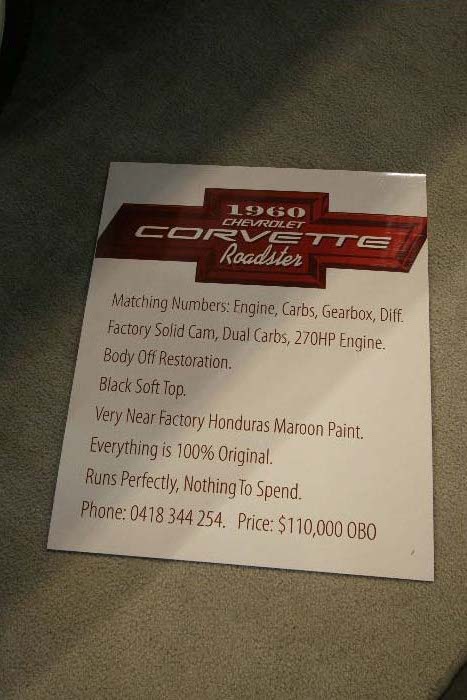 1960
CHEVROLET
CORVETTE
Roadster
Matching Numbers: Engine, Carbs, Gearbox, Diff.
Factory Solid Cam, Dual Carbs, 270HP Engine.
Body Off Restoration.
Black Soft Top.
Very Near Factory Honduras Maroon Paint.
Everything is 100% Original.
Runs Perfectly, Nothing To Spend.
Phone: 0418 344 254. Price: $110,000 OBO